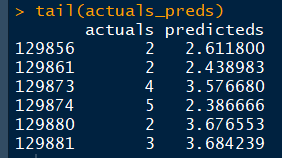 > tail(actuals_preds)
actuals predicteds
129856 2 2.611800
129861 2 2.438983
129873 4 3.576680
129874 5 2.386666
129880 2 3.676553
129881 3 3.684239